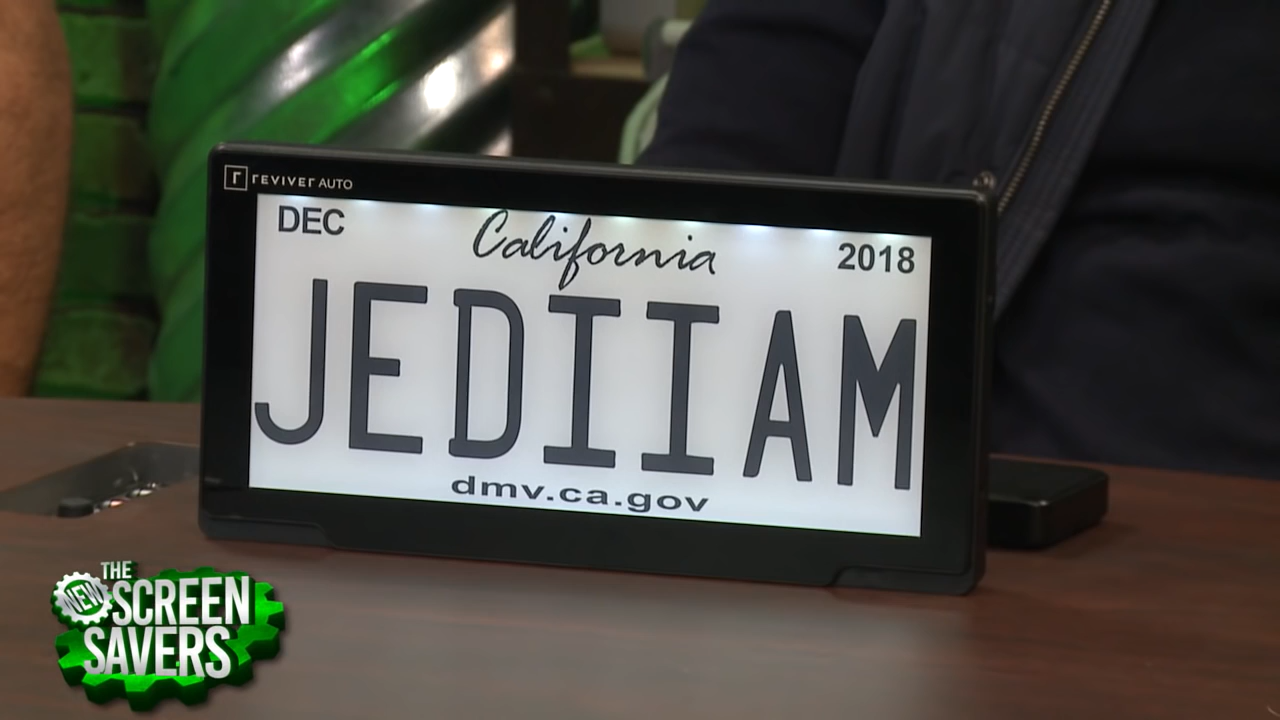 r reviver AUTO
DEC California 2018
JEDIIAM
dmv.ca.gov
THE
NEW SCREEN
SAVERS